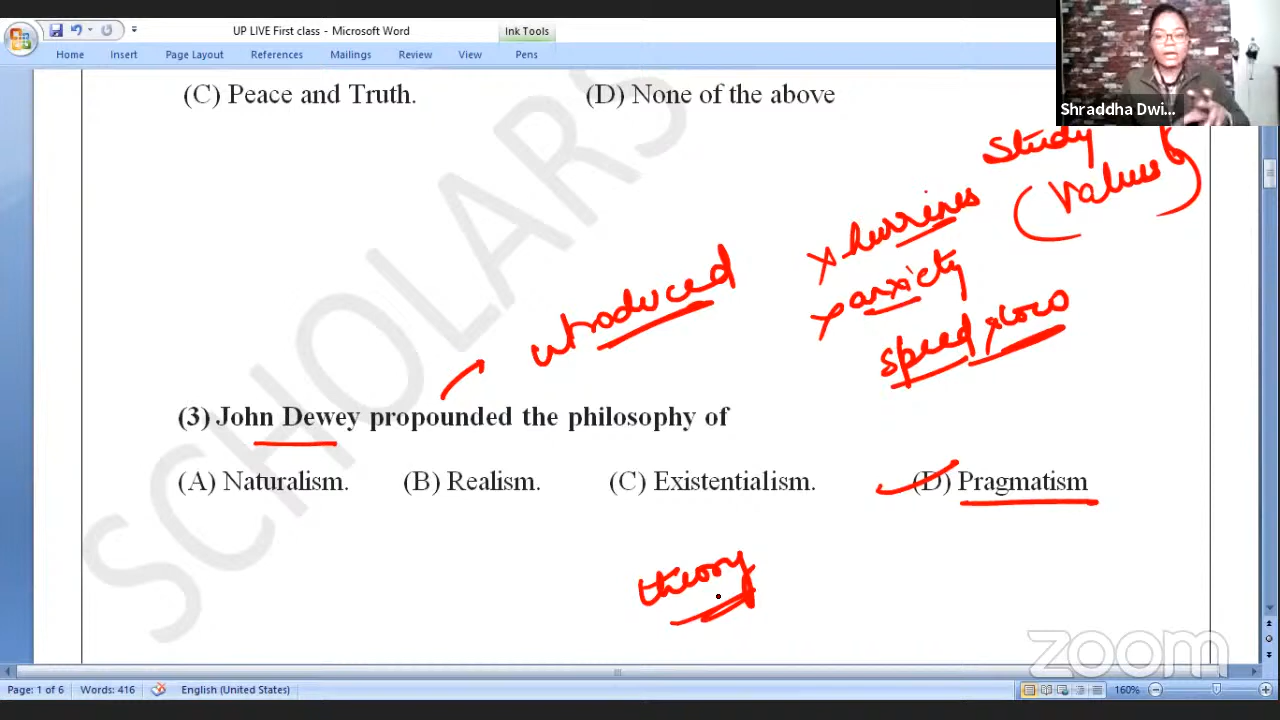 UP LIVE First class - Microsoft Word
Ink Tools
Home Insert Page Layout References Mailings Review View Pens
Shraddha Dwi...
(C) Peace and Truth. (D) None of the above
Study
(Values)
x hurrines
x anxiety
speed x
introduced
(3) John Dewey propounded the philosophy of
(A) Naturalism. (B) Realism. (C) Existentialism. (D) Pragmatism
theory
SCHOLARS
zoom
Page: 1 of 6 Words: 416 English (United States) 160%